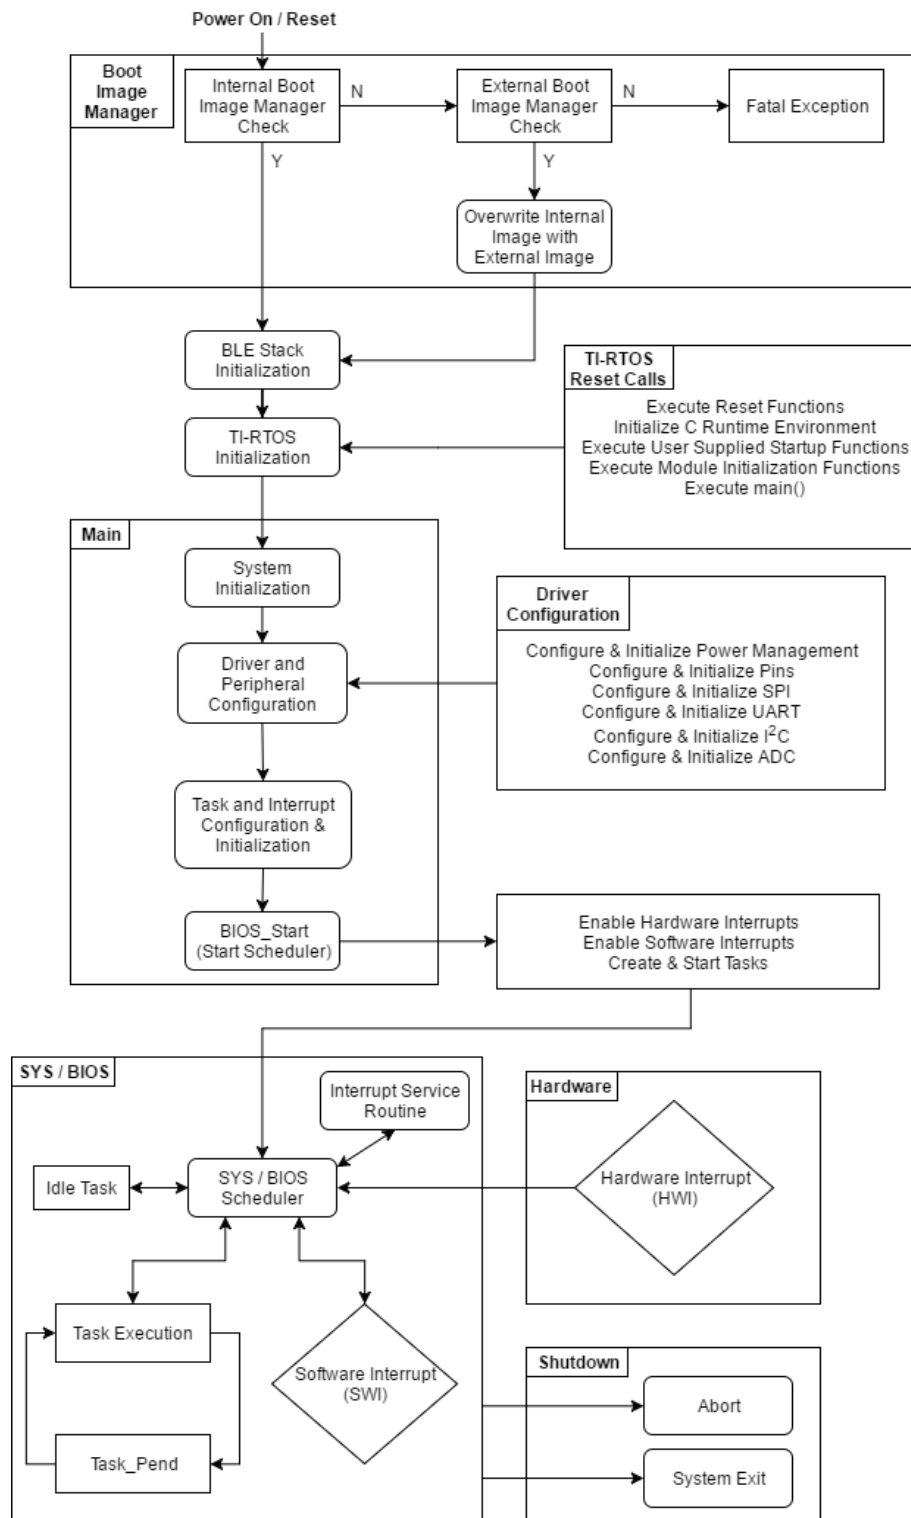 Power On / Reset
Boot
Image
Manager
Internal Boot
Image Manager
Check
N
External Boot
Image Manager
Check
N
Fatal Exception
Y
Y
Overwrite Internal
Image with
External Image
BLE Stack
Initialization
TI-RTOS
Reset Calls
Execute Reset Functions
Initialize C Runtime Environment
Execute User Supplied Startup Functions
Execute Module Initialization Functions
Execute main()
TI-RTOS
Initialization
Main
System
Initialization
Driver
Configuration
Configure & Initialize Power Management
Configure & Initialize Pins
Configure & Initialize SPI
Configure & Initialize UART
Configure & Initialize I²C
Configure & Initialize ADC
Driver and
Peripheral
Configuration
Task and Interrupt
Configuration &
Initialization
BIOS_Start
(Start Scheduler)
Enable Hardware Interrupts
Enable Software Interrupts
Create & Start Tasks
SYS / BIOS
Interrupt Service
Routine
Hardware
Idle Task
SYS / BIOS
Scheduler
Hardware Interrupt
(HWI)
Task Execution
Software Interrupt
(SWI)
Task_Pend
Shutdown
Abort
System Exit